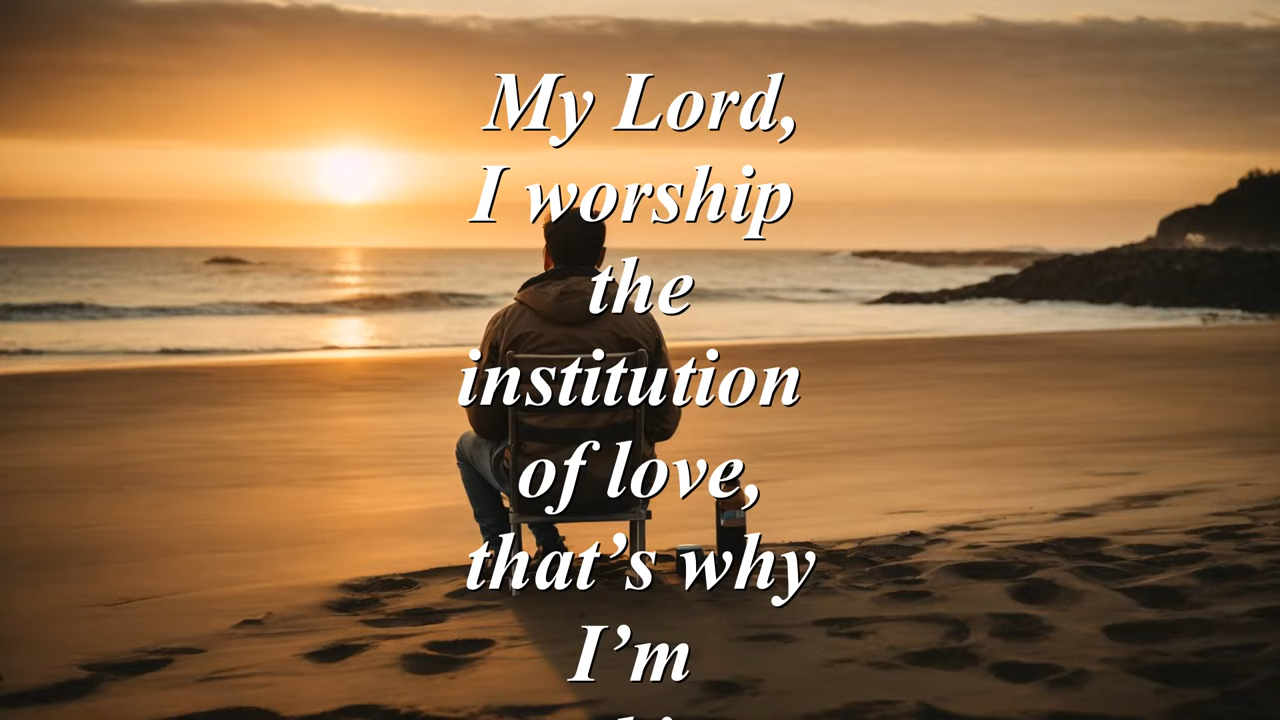 My Lord,
I worship
the
institution
of love,
that’s why
I’m